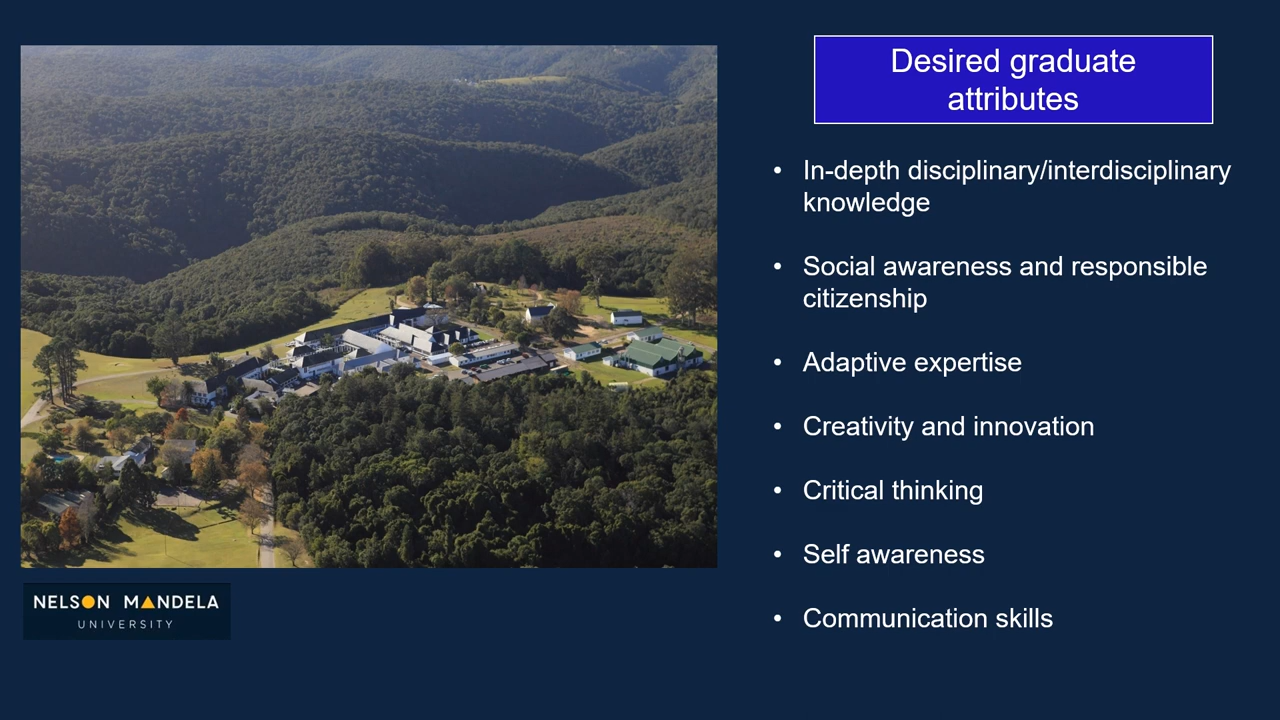 Desired graduate
attributes
• In-depth disciplinary/interdisciplinary
knowledge
• Social awareness and responsible
citizenship
• Adaptive expertise
• Creativity and innovation
• Critical thinking
• Self awareness
• Communication skills
NELSON MANDELA
UNIVERSITY